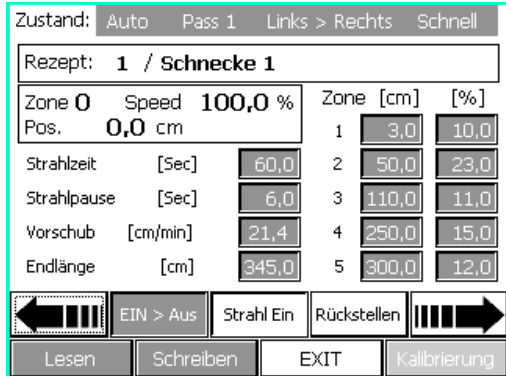 Zustand: Auto Pass 1 Links > Rechts Schnell
Rezept: 1 / Schnecke 1
Zone 0 Speed 100,0 % Zone [cm] [%]
Pos. 0,0 cm 1 3,0 10,0
Strahlzeit [Sec] 60,0 2 50,0 23,0
Strahlpause [Sec] 6,0 3 110,0 11,0
Vorschub [cm/min] 21,4 4 250,0 15,0
Endlänge [cm] 345,0 5 300,0 12,0
EIN > Aus Strahl Ein Rückstellen
Lesen Schreiben EXIT Kalibrierung